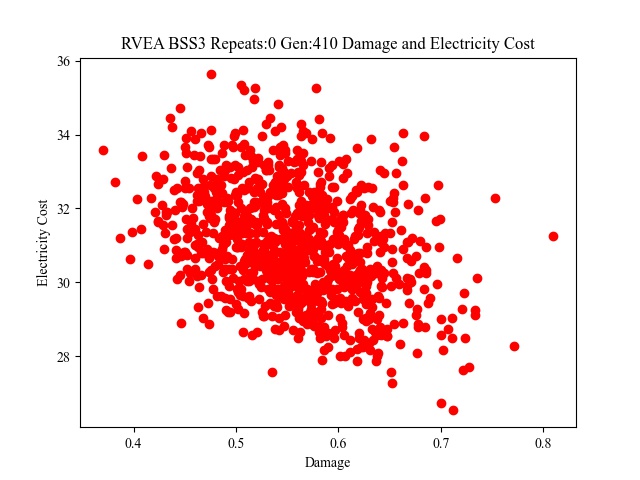 RVEA BSS3 Repeats:0 Gen:410 Damage and Electricity Cost
36
34
32
30
28
Electricity Cost
0.4 0.5 0.6 0.7 0.8
Damage